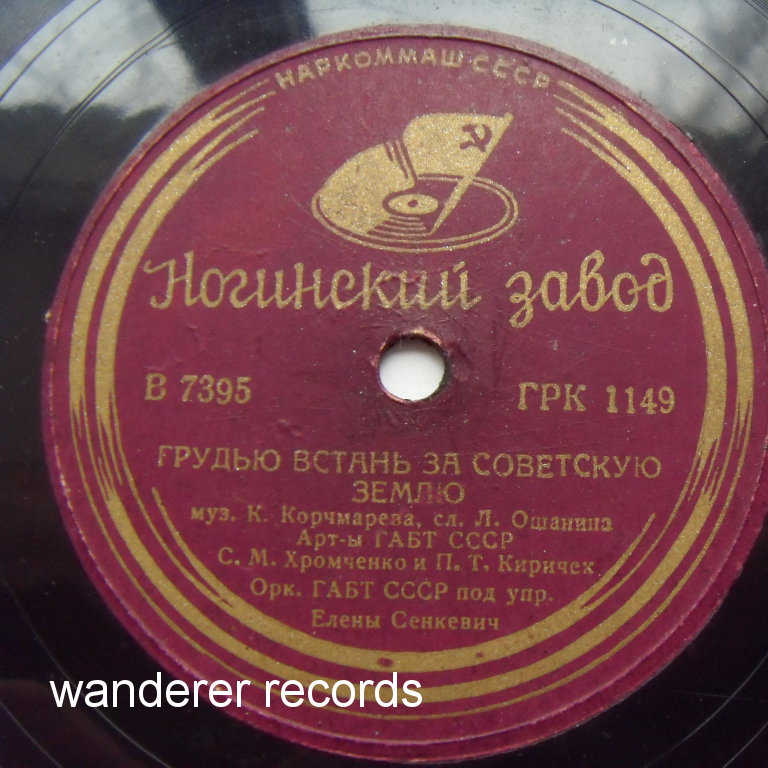 НАРКОММАШ СССР
Ногинский завод
В 7395 ГРК 1149
ГРУДЬЮ ВСТАНЬ ЗА СОВЕТСКУЮ
ЗЕМЛЮ
муз. К. Корчмарева, сл. Л. Ошанина
Арт-ы ГАБТ СССР
С. М. Хромченко и П. Т. Киричек
Орк. ГАБТ СССР под упр.
Елены Сенкевич
wanderer records